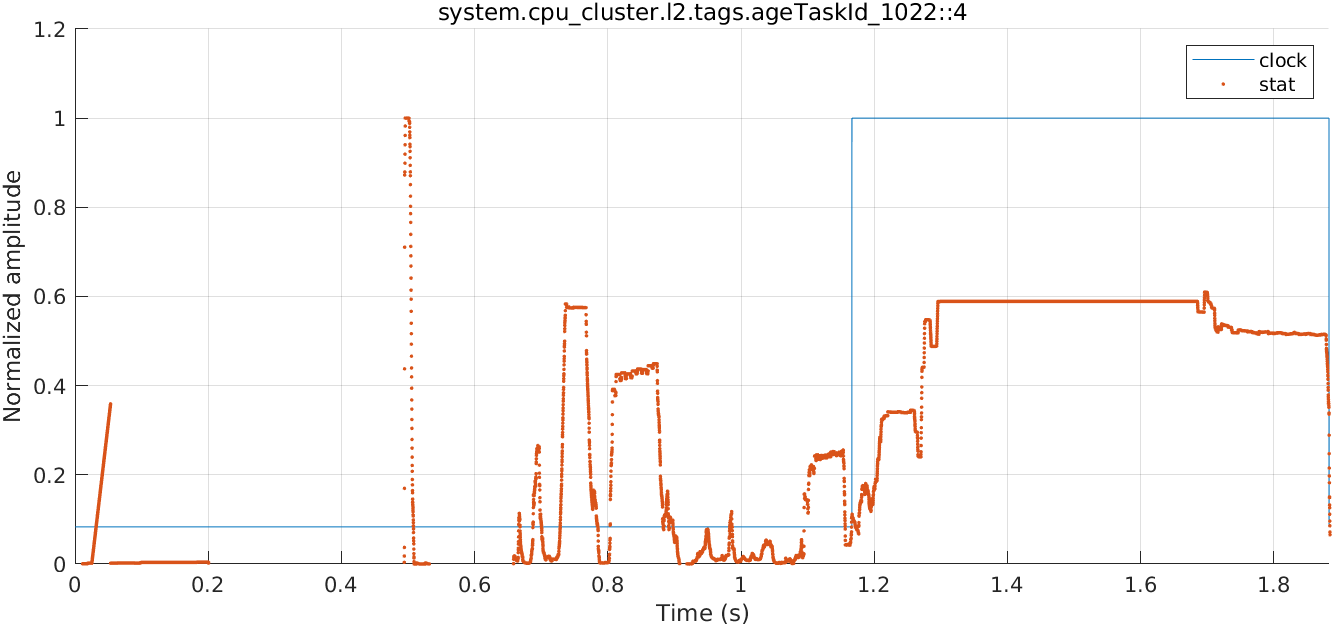 system.cpu_cluster.l2.tags.ageTaskId_1022::4
1.2
1
0.8
0.6
0.4
0.2
0
Normalized amplitude
clock
stat
0 0.2 0.4 0.6 0.8 1 1.2 1.4 1.6 1.8
Time (s)